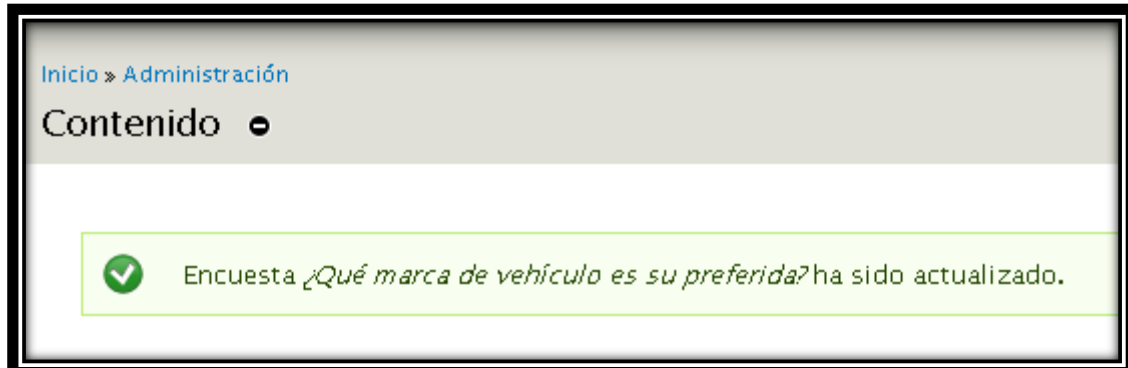 Inicio » Administración
Contenido
Encuesta ¿Qué marca de vehículo es su preferida? ha sido actualizado.